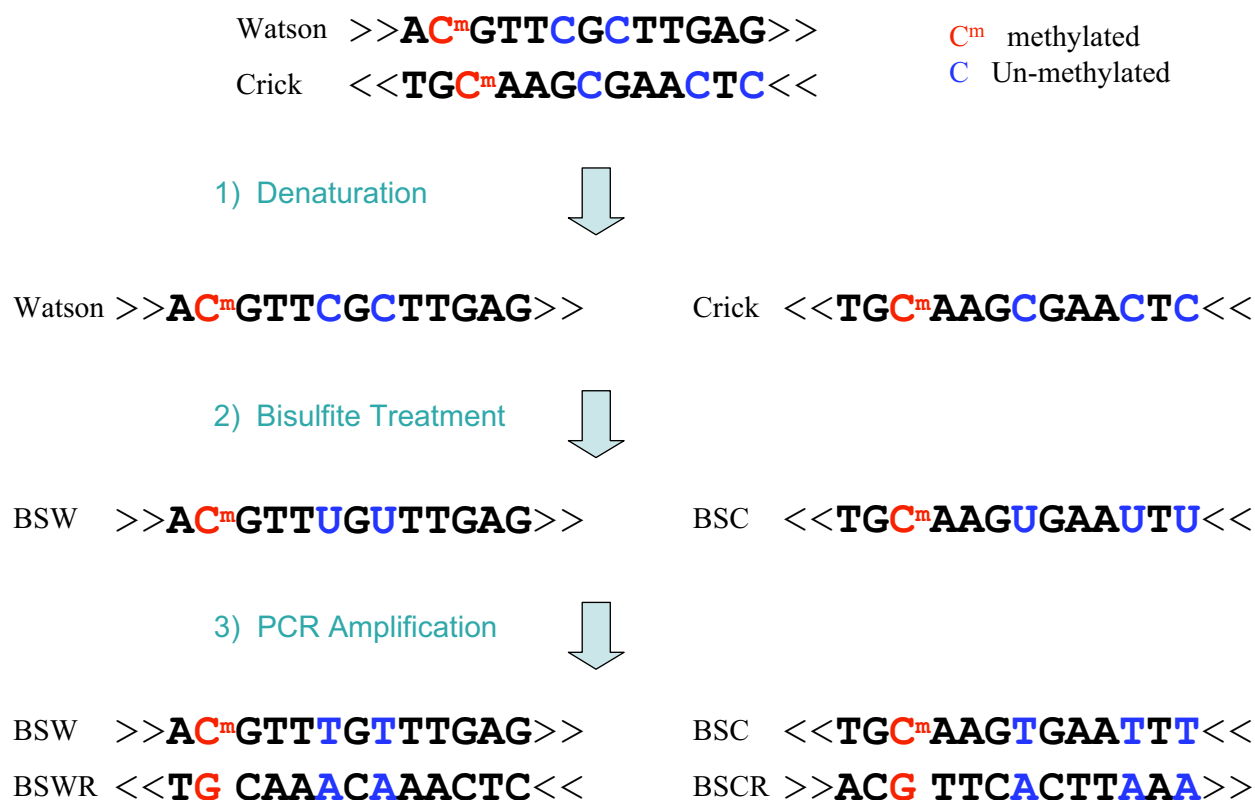 Watson >>ACᵐGTTCGCTTGAG>>
Cᵐ methylated
Crick <<TGCᵐAAGCGAACTC<<
C Un-methylated
1) Denaturation
Watson >>ACᵐGTTCGCTTGAG>> Crick <<TGCᵐAAGCGAACTC<<
2) Bisulfite Treatment
BSW >>ACᵐGTTUGUTTGAG>> BSC <<TGCᵐAAGUGAAUTU<<
3) PCR Amplification
BSW >>ACᵐGTTTGTTTGAG>> BSC <<TGCᵐAAGTGAATTT<<
BSWR <<TG CAAACAAACTC<< BSCR >>ACG TTCACTTAAA>>